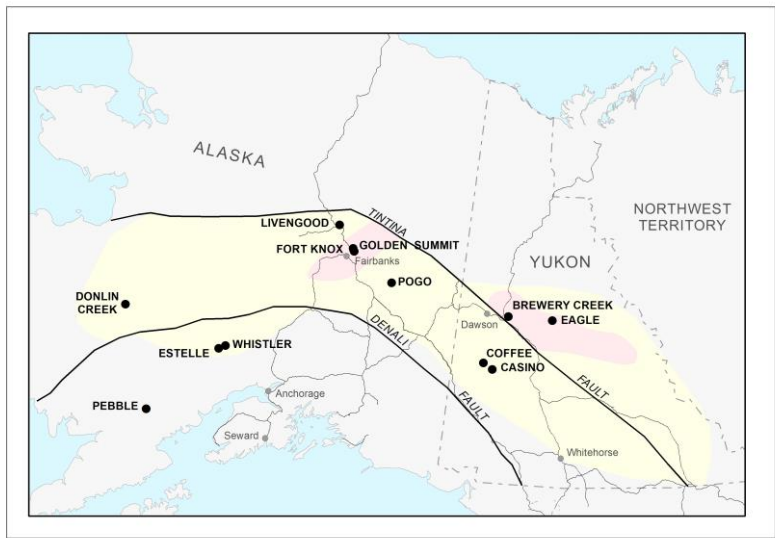 ALASKA
NORTHWEST
TERRITORY
TINTINA
LIVENGOOD
FORT KNOX
GOLDEN SUMMIT
Fairbanks
YUKON
POGO
DONLIN
CREEK
BREWERY CREEK
EAGLE
Dawson
DENALI
ESTELLE
WHISTLER
COFFEE
CASINO
FAULT
FAULT
PEBBLE
Anchorage
Seward
Whitehorse